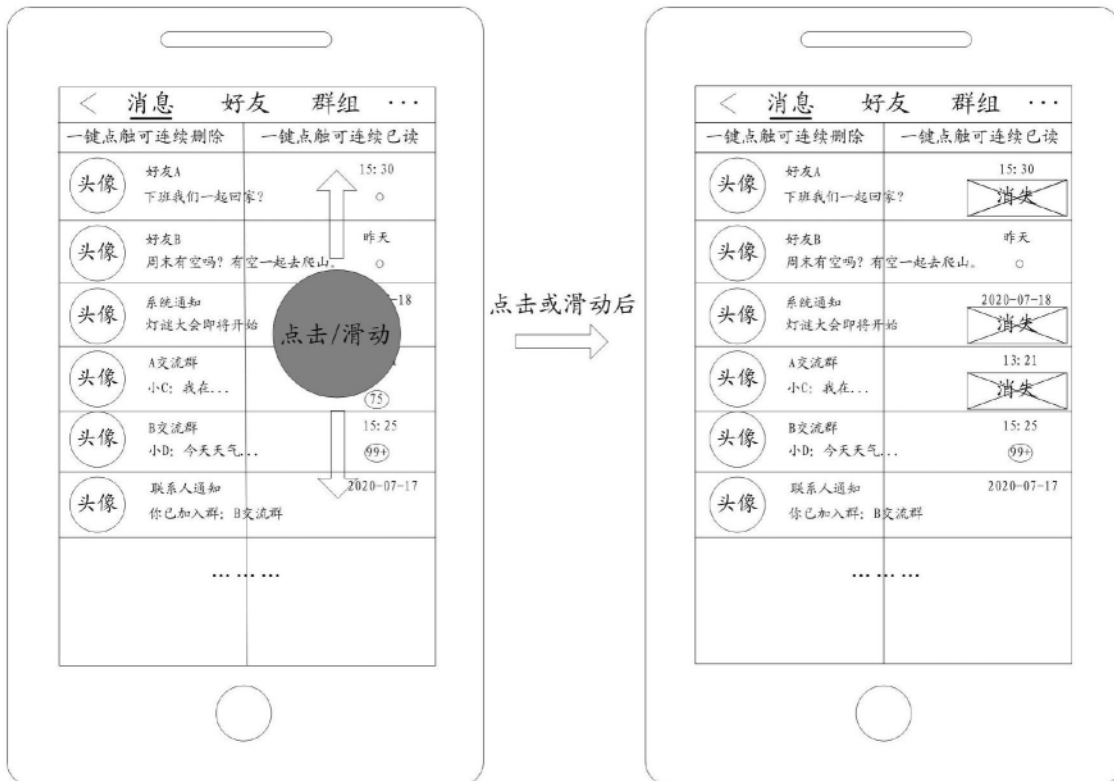 消息 好友 群组 ...
一键点触可连续删除 一键点触可连续已读
头像 好友A 15:30
下班我们一起回家?
头像 好友B 昨天
周末有空吗?有空一起去爬山。
头像 系统通知 -18
灯谜大会即将开始
点击/滑动
头像 A交流群
小C:我在...
75
头像 B交流群 15:25
小D:今天天气... 99+
头像 联系人通知 2020-07-17
你已加入群:B交流群
... ... ...
点击或滑动后
消息 好友 群组 ...
一键点触可连续删除 一键点触可连续已读
头像 好友A 15:30
下班我们一起回家? 消失
头像 好友B 昨天
周末有空吗?有空一起去爬山。
头像 系统通知 2020-07-18
灯谜大会即将开始 消失
头像 A交流群 13:21
小C:我在... 消失
头像 B交流群 15:25
小D:今天天气... 99+
头像 联系人通知 2020-07-17
你已加入群:B交流群
... ... ...